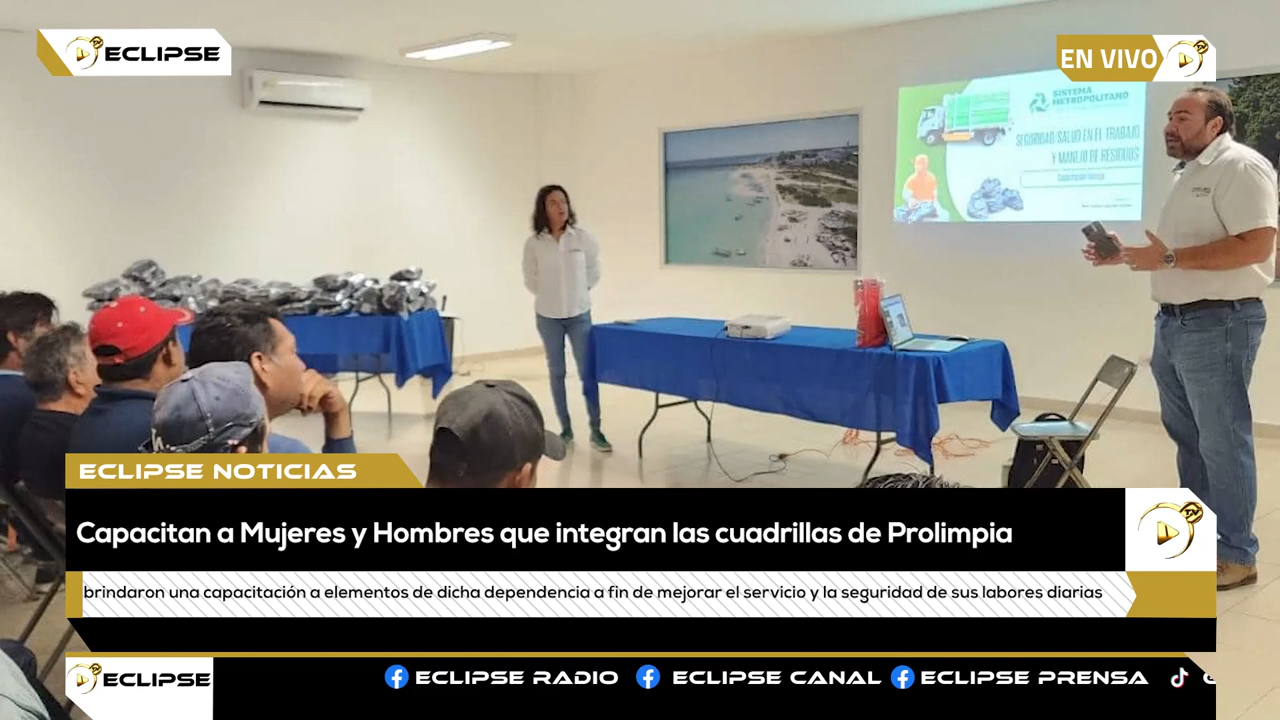 ECLIPSE
EN VIVO
SISTEMA
METROPOLITANO
SEGURIDAD, SALUD EN EL TRABAJO
Y MANEJO DE RESIDUOS
ECLIPSE NOTICIAS
Capacitan a Mujeres y Hombres que integran las cuadrillas de Prolimpia
brindaron una capacitación a elementos de dicha dependencia a fin de mejorar el servicio y la seguridad de sus labores diarias
ECLIPSE
ECLIPSE RADIO
ECLIPSE CANAL
ECLIPSE PRENSA